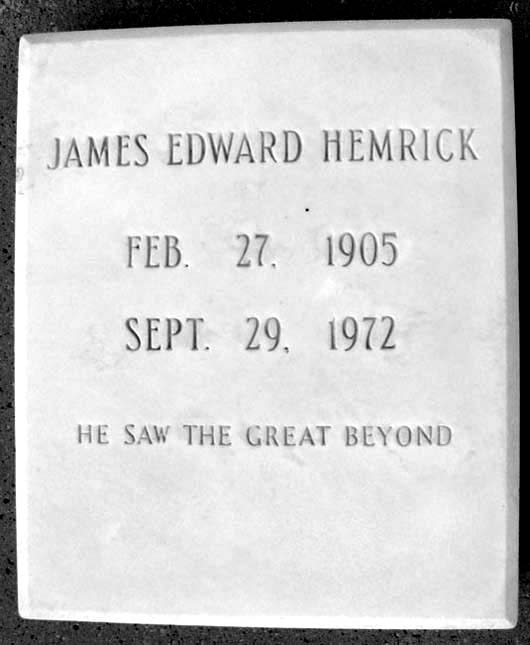 JAMES EDWARD HEMRICK
FEB. 27, 1905
SEPT. 29, 1972
HE SAW THE GREAT BEYOND